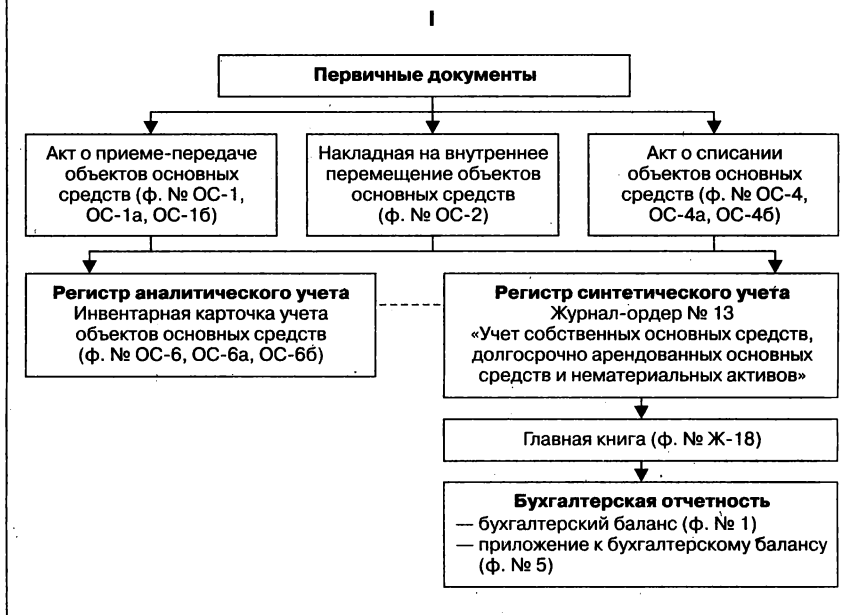 I
Первичные документы
Акт о приеме-передаче
объектов основных
средств (ф. № ОС-1,
ОС-1а, ОС-1б)
Накладная на внутреннее
перемещение объектов
основных средств
(ф. № ОС-2)
Акт о списании
объектов основных
средств (ф. № ОС-4,
ОС-4а, ОС-4б)
Регистр аналитического учета
Инвентарная карточка учета
объектов основных средств
(ф. № ОС-6, ОС-6а, ОС-6б)
Регистр синтетического учета
Журнал-ордер № 13
«Учет собственных основных средств,
долгосрочно арендованных основных
средств и нематериальных активов»
Главная книга (ф. № Ж-18)
Бухгалтерская отчетность
— бухгалтерский баланс (ф. № 1)
— приложение к бухгалтерскому балансу
(ф. № 5)